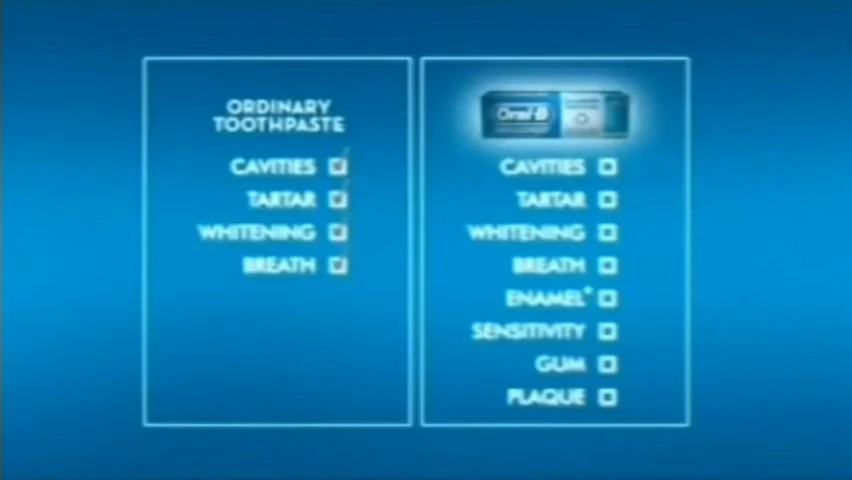 ORDINARY
TOOTHPASTE
CAVITIES
TARTAR
WHITENING
BREATH
Oral-B
CAVITIES
TARTAR
WHITENING
BREATH
ENAMEL*
SENSITIVITY
GUM
PLAQUE